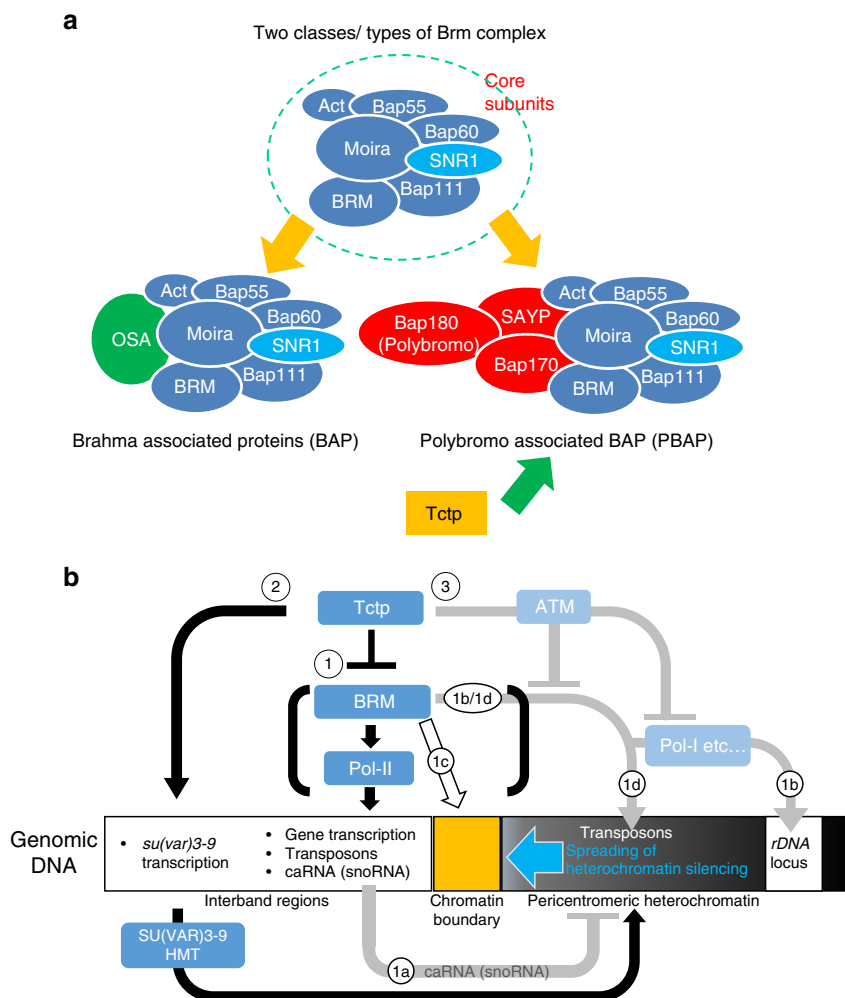 a
Two classes/ types of Brm complex
Core
subunits
Act
Bap55
Bap60
Moira
SNR1
Bap111
BRM
Act
Bap55
Bap60
OSA
Moira
SNR1
BRM
Bap111
Bap180
(Polybromo)
SAYP
Bap170
Act
Bap55
Bap60
Moira
SNR1
BRM
Bap111
Brahma associated proteins (BAP)
Polybromo associated BAP (PBAP)
Tctp
b
2
Tctp
3
ATM
1
BRM
1b/1d
Pol-II
1c
Pol-I etc...
1d
1b
Genomic
DNA
• su(var)3-9
transcription
• Gene transcription
• Transposons
• caRNA (snoRNA)
Transposons
Spreading of
heterochromatin silencing
rDNA
locus
Interband regions
Chromatin
boundary
Pericentromeric heterochromatin
SU(VAR)3-9
HMT
1a
caRNA (snoRNA)